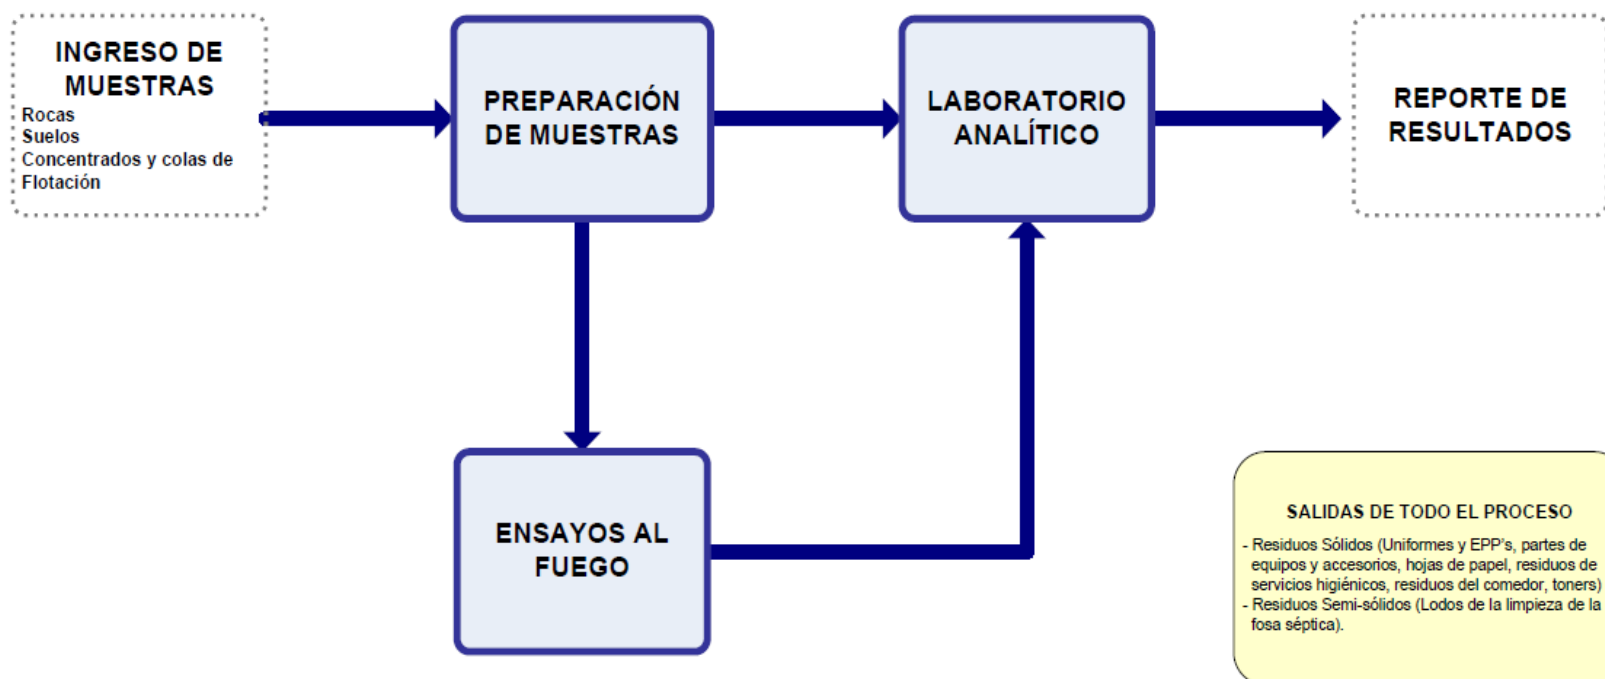 INGRESO DE
MUESTRAS
Rocas
Suelos
Concentrados y colas de
Flotación
PREPARACIÓN
DE MUESTRAS
LABORATORIO
ANALÍTICO
REPORTE DE
RESULTADOS
ENSAYOS AL
FUEGO
SALIDAS DE TODO EL PROCESO
- Residuos Sólidos (Uniformes y EPP's, partes de
equipos y accesorios, hojas de papel, residuos de
servicios higiénicos, residuos del comedor, toners)
- Residuos Semi-sólidos (Lodos de la limpieza de la
fosa séptica).